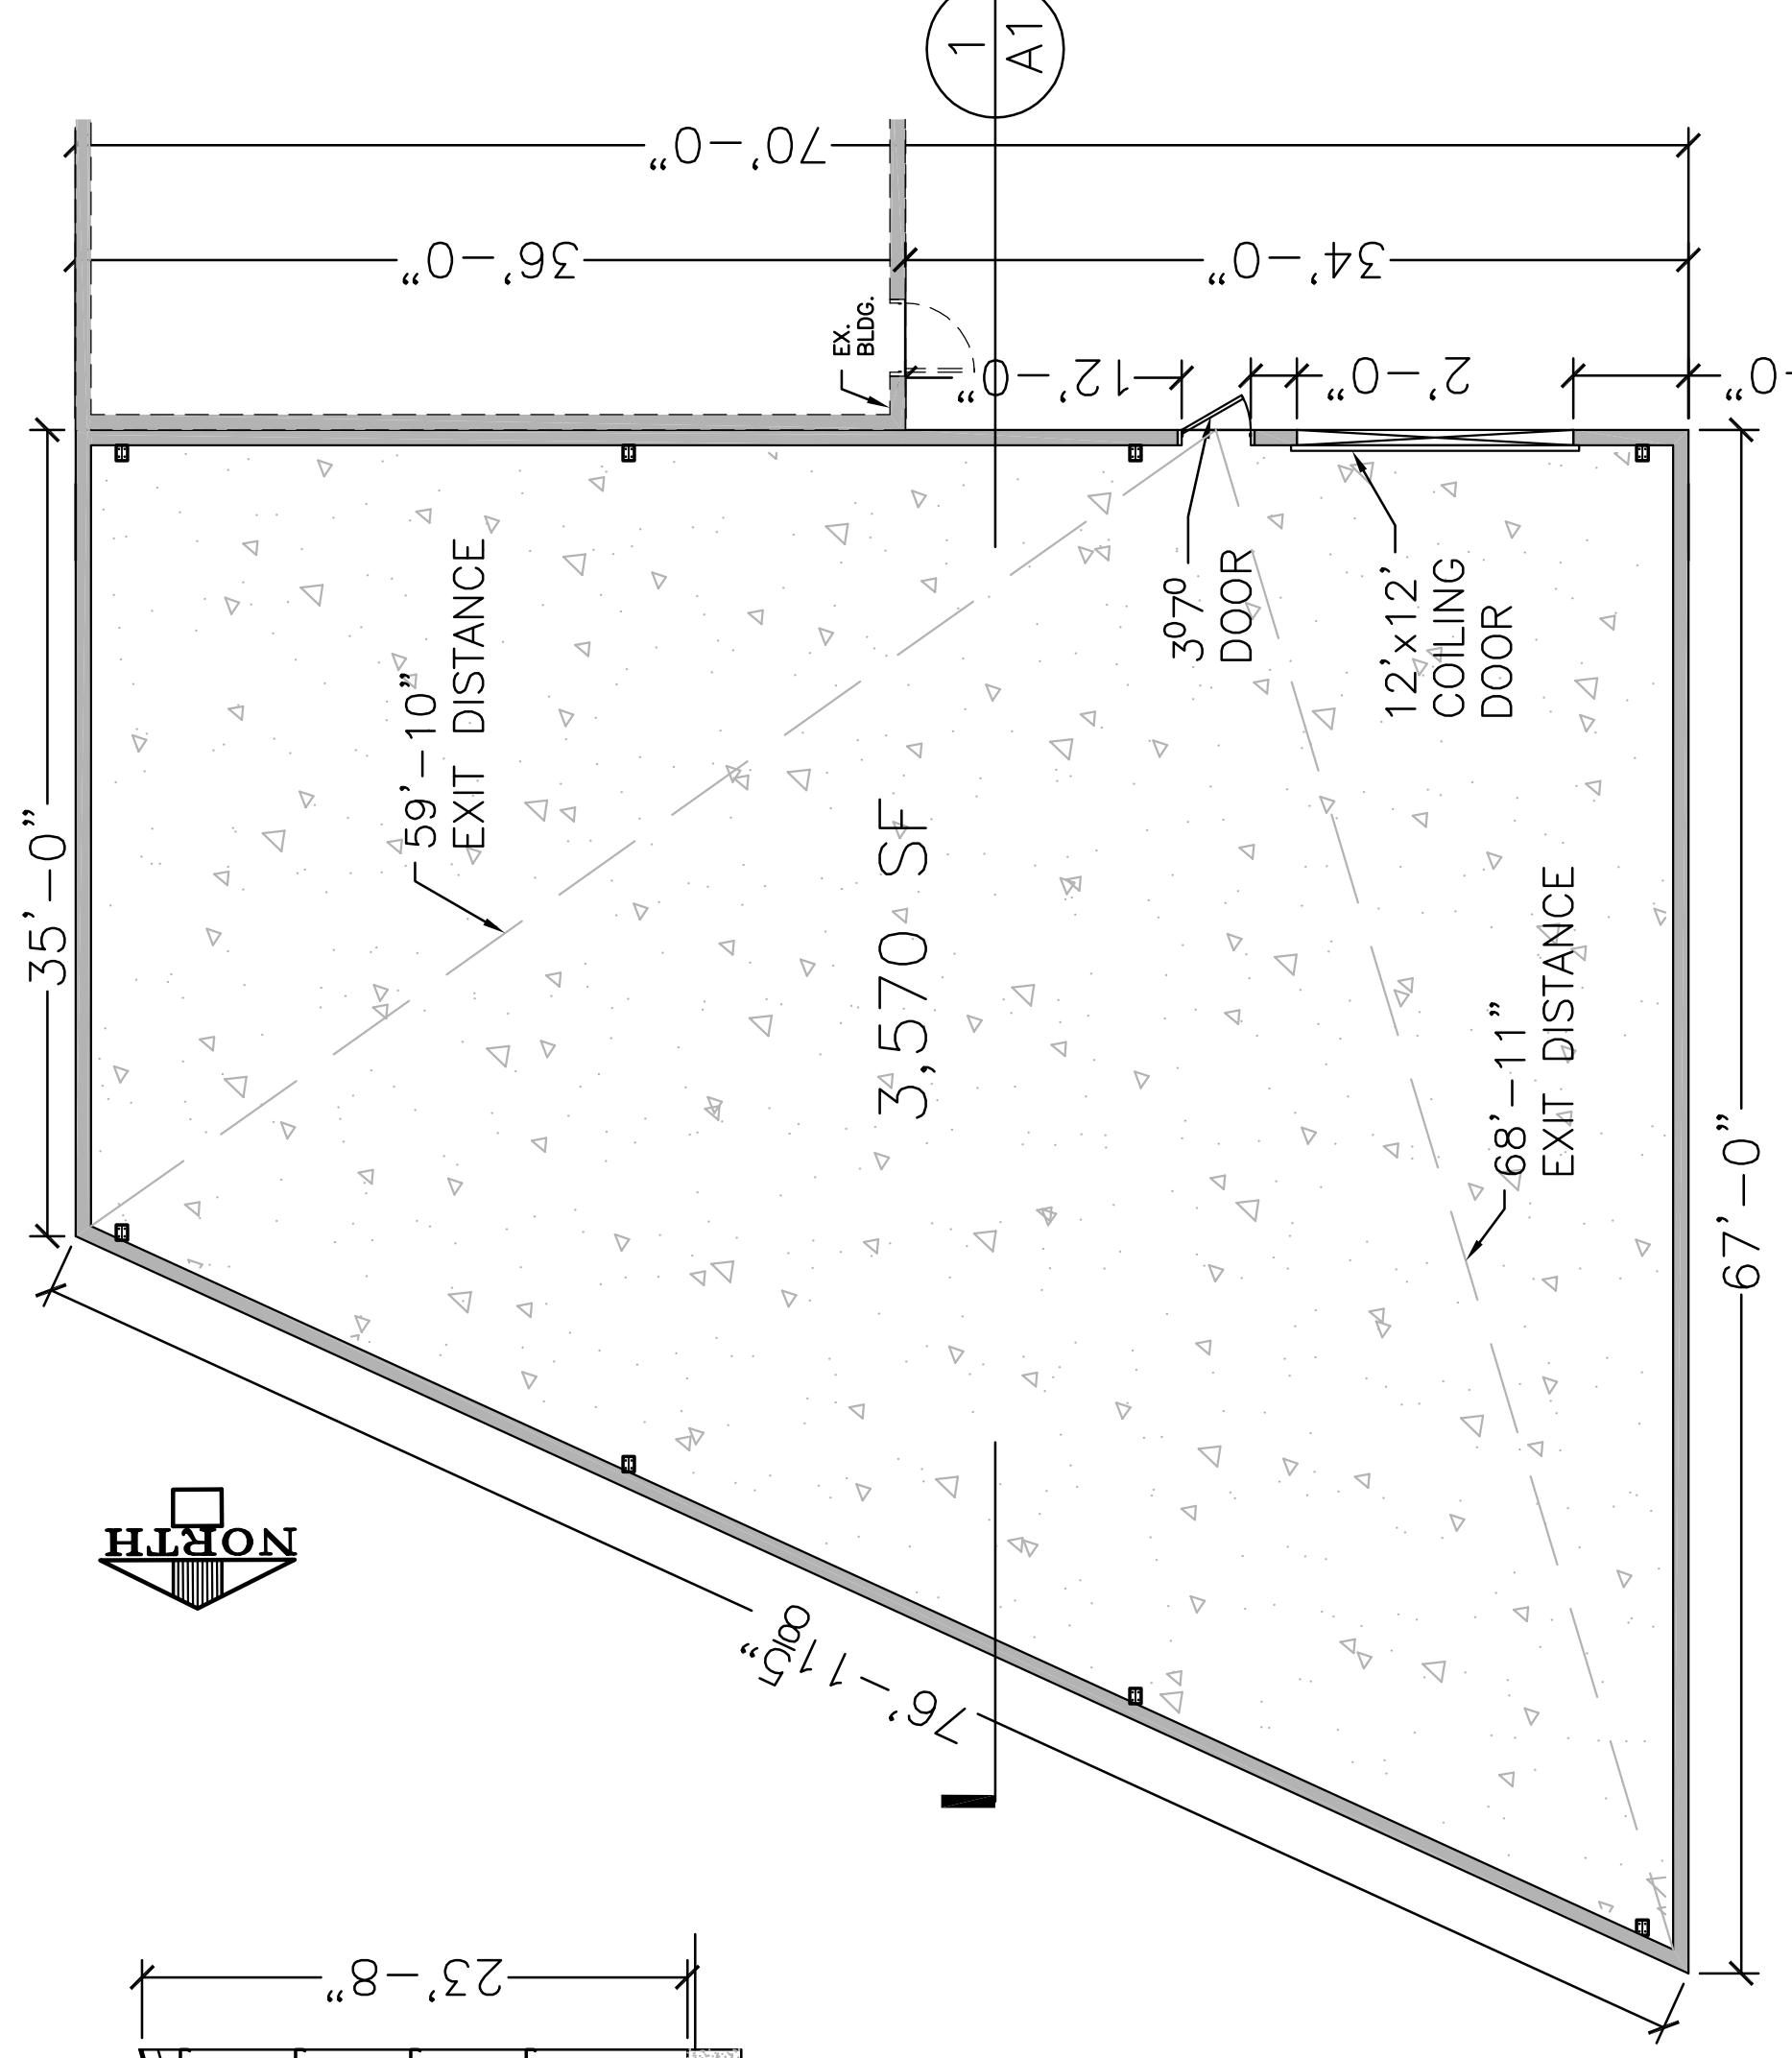 1
A1
70'-0"
36'-0"
34'-0"
EX.
BLDG.
12'-0"
2'-0"
-0"
35'-0"
59'-10"
EXIT DISTANCE
3⁰7⁰
DOOR
12'x12'
COILING
DOOR
3,570 SF
68'-11"
EXIT DISTANCE
67'-0"
NORTH
76'-11 5/8"
23'-8"